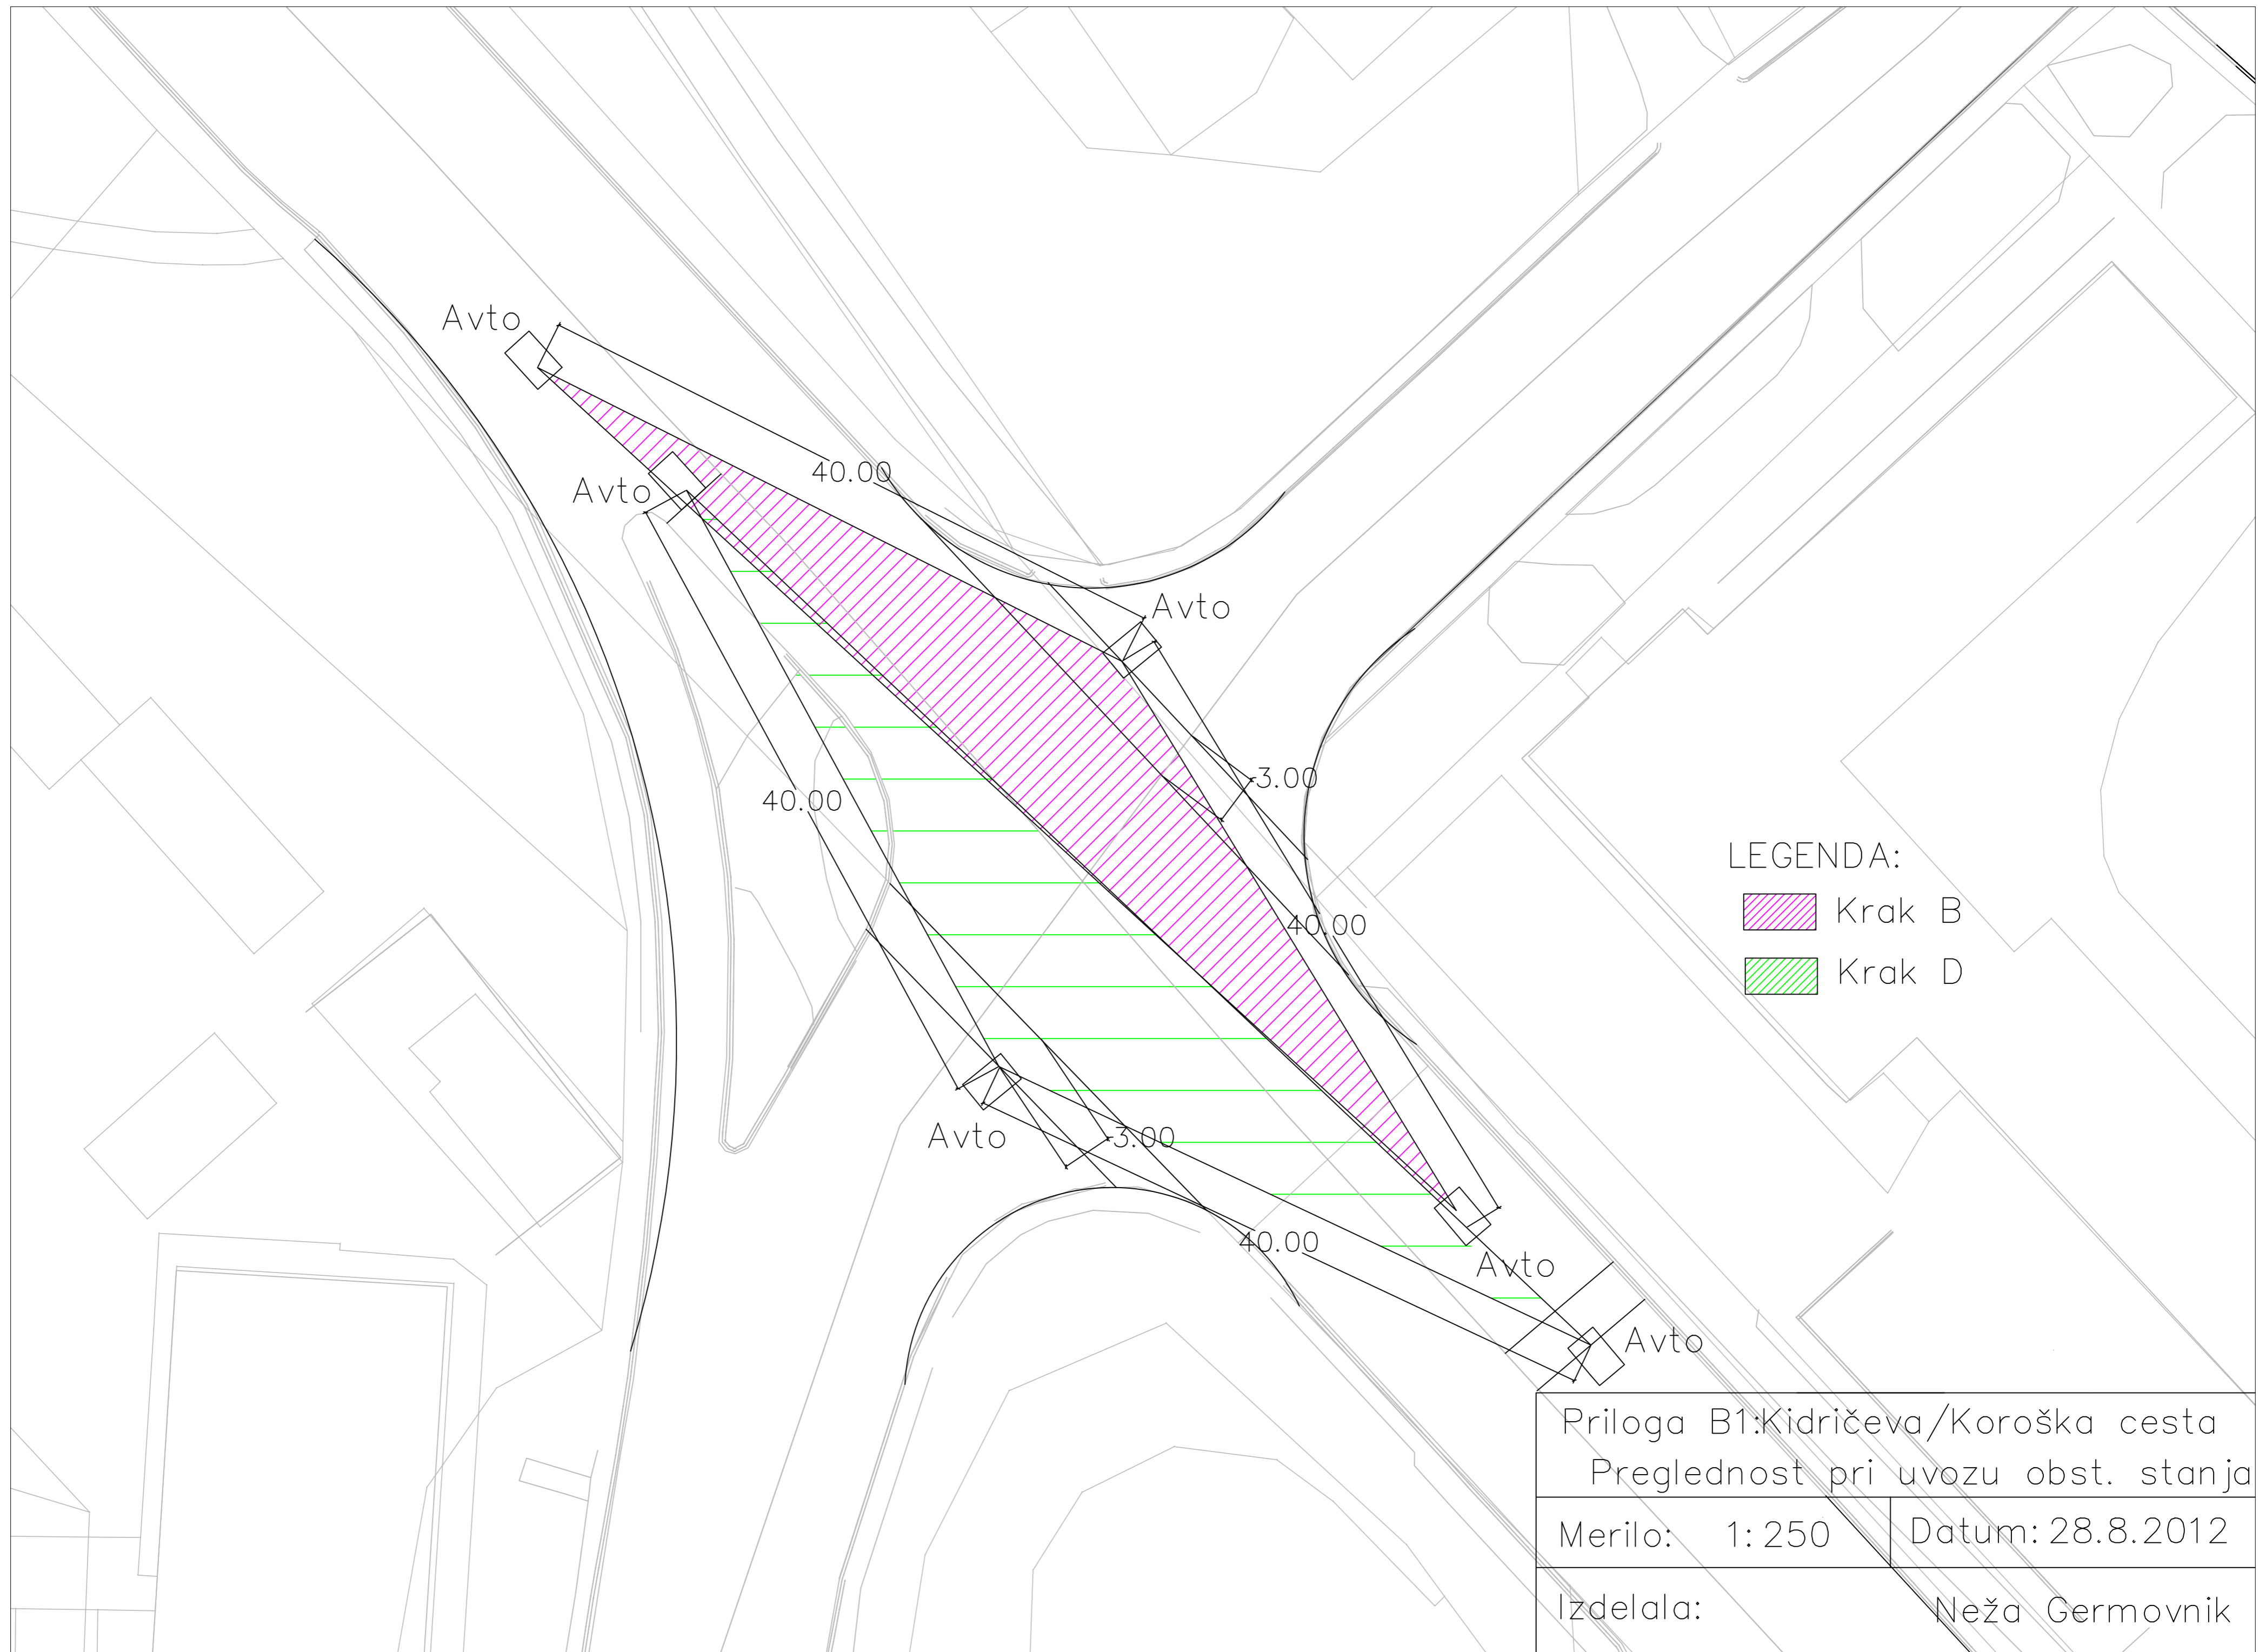 Avto
40.00
Avto
Avto
-3.00
40.00
LEGENDA:
40.00
Krak B
Krak D
Avto
-3.00
40.00
Avto
Avto
Priloga B1:Kidričeva/Koroška cesta
Preglednost pri uvozu obst. stanja
Merilo: 1:250
Datum: 28.8.2012
Izdelala: Neža Germovnik